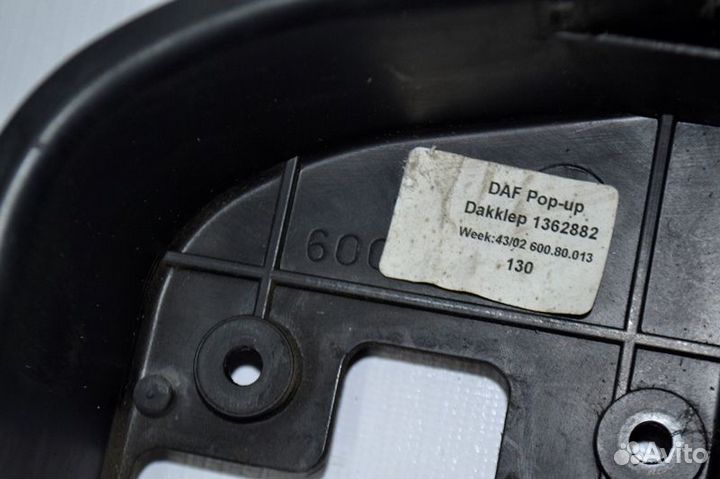 DAF Pop-up
Dakklep 1362882
Week:43/02 600.80.013
130
600
Avito